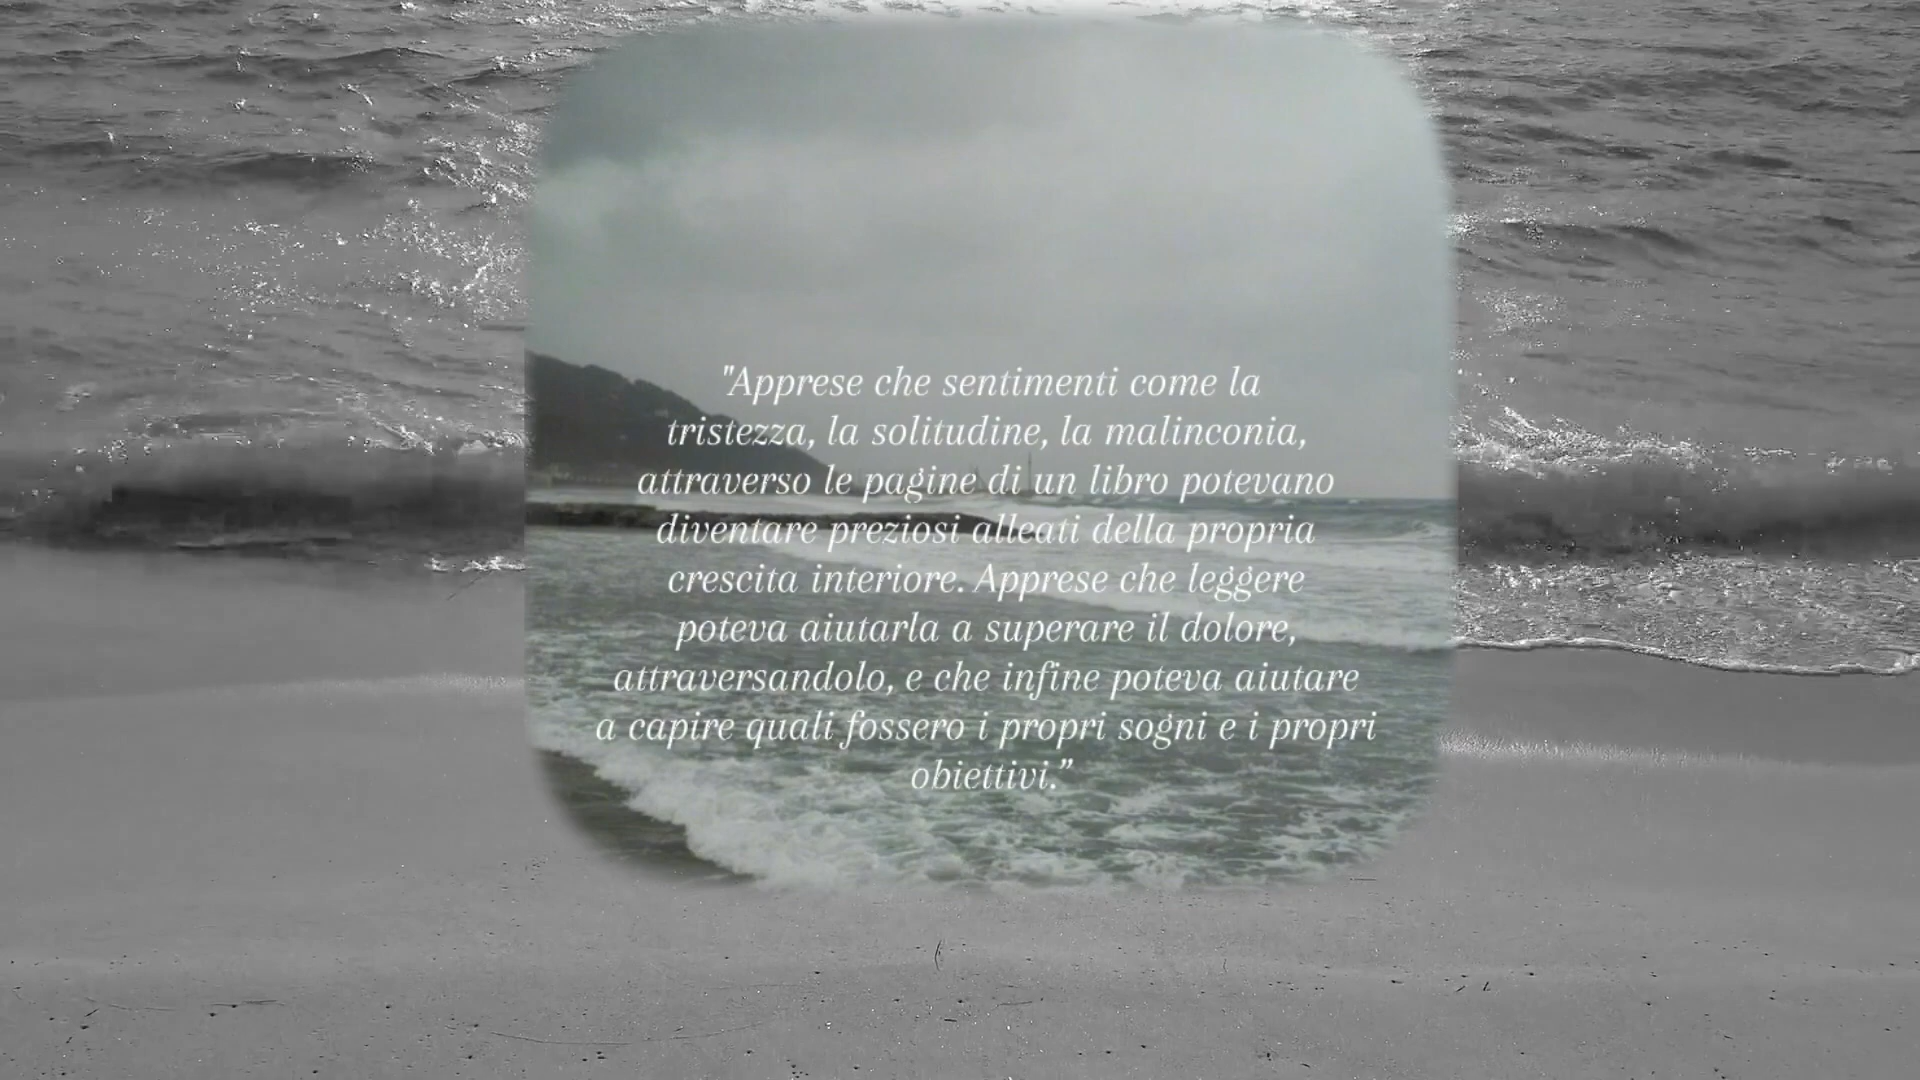 "Apprese che sentimenti come la
tristezza, la solitudine, la malinconia,
attraverso le pagine di un libro potevano
diventare preziosi alleati della propria
crescita interiore. Apprese che leggere
poteva aiutarla a superare il dolore,
attraversandolo, e che infine poteva aiutare
a capire quali fossero i propri sogni e i propri
obiettivi.”